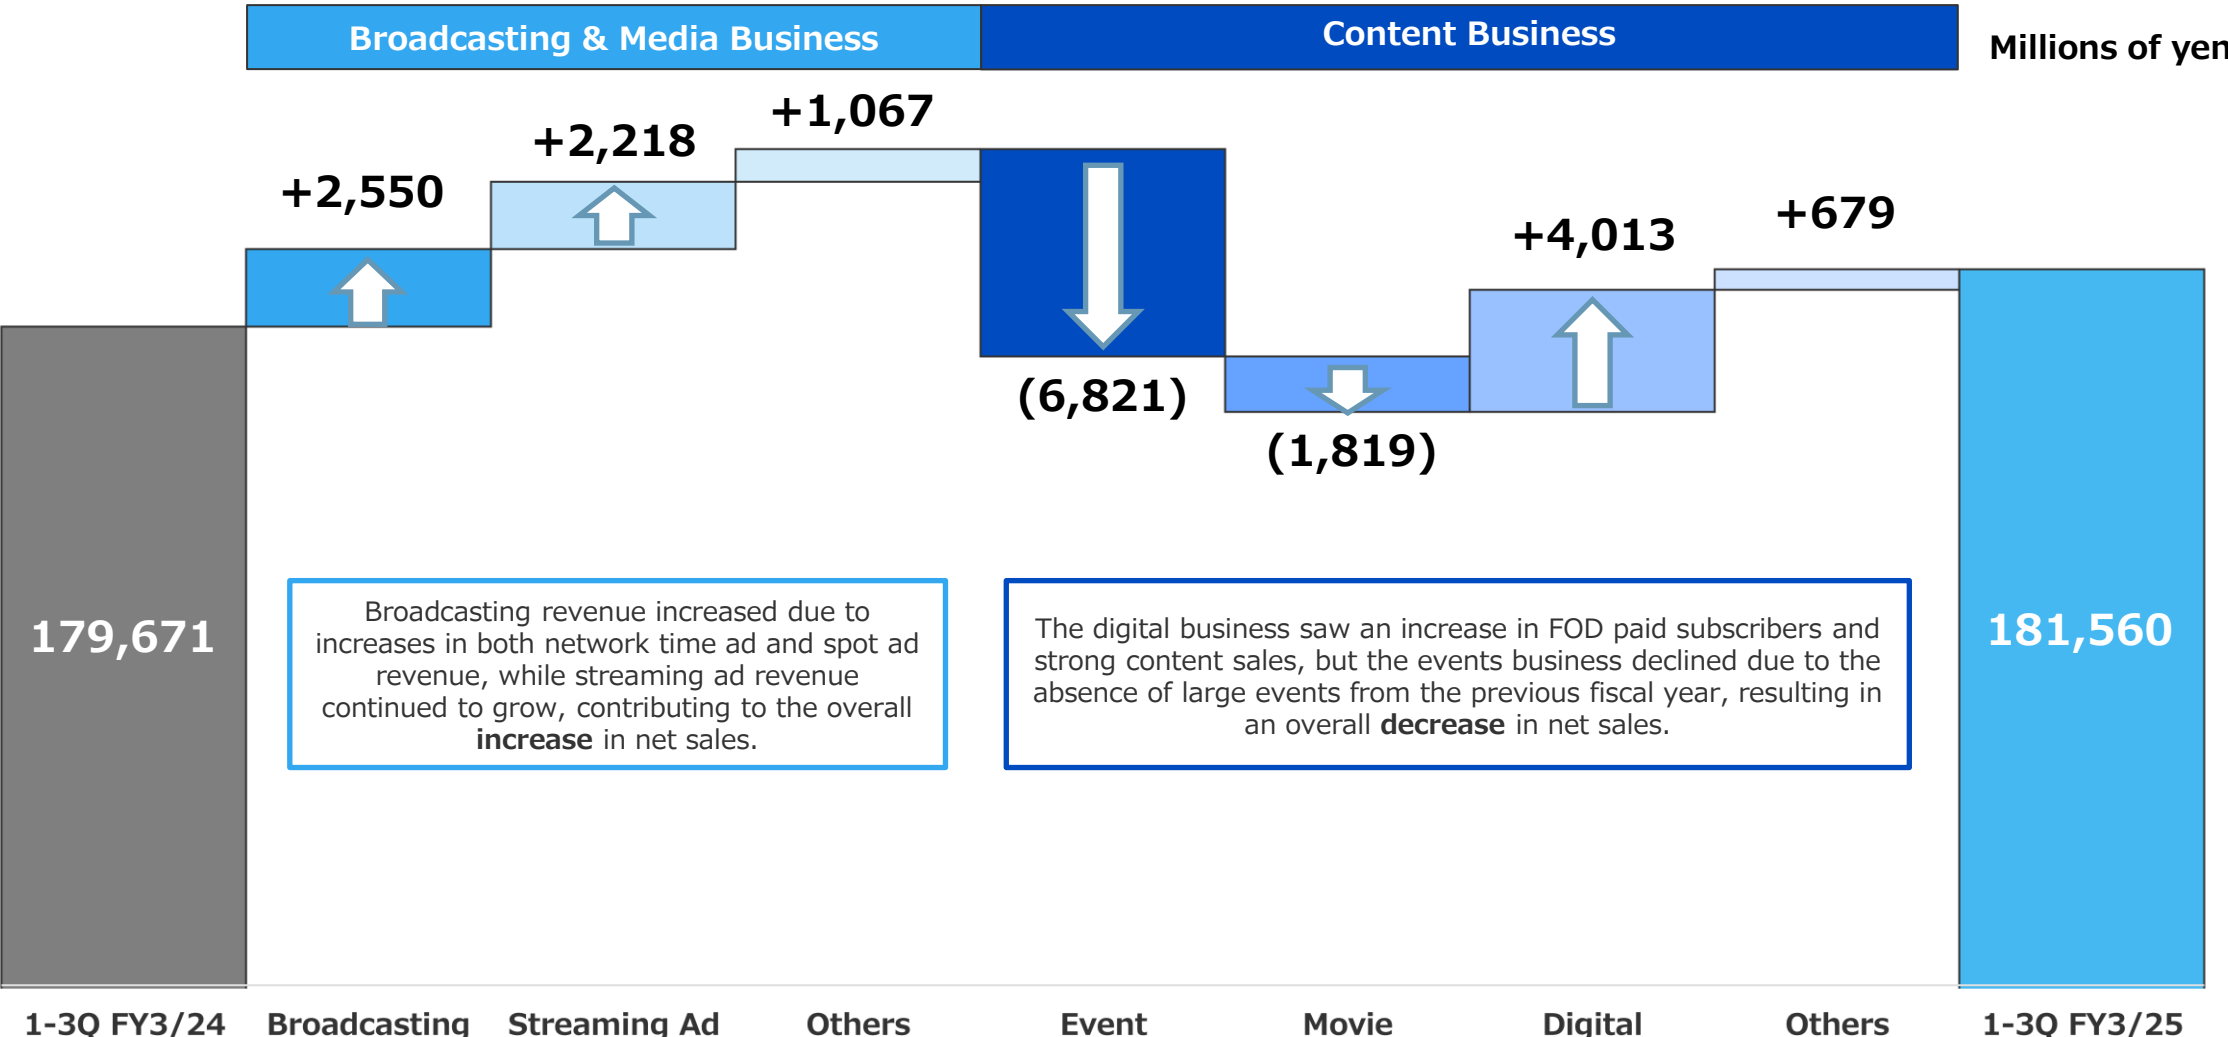 Broadcasting & Media Business
Content Business
Millions of yen
+2,550
+2,218
+1,067
(6,821)
(1,819)
+4,013
+679
179,671
181,560
Broadcasting revenue increased due to
increases in both network time ad and spot ad
revenue, while streaming ad revenue
continued to grow, contributing to the overall
increase in net sales.
The digital business saw an increase in FOD paid subscribers and
strong content sales, but the events business declined due to the
absence of large events from the previous fiscal year, resulting in
an overall decrease in net sales.
1-3Q FY3/24
Broadcasting
Streaming Ad
Others
Event
Movie
Digital
Others
1-3Q FY3/25